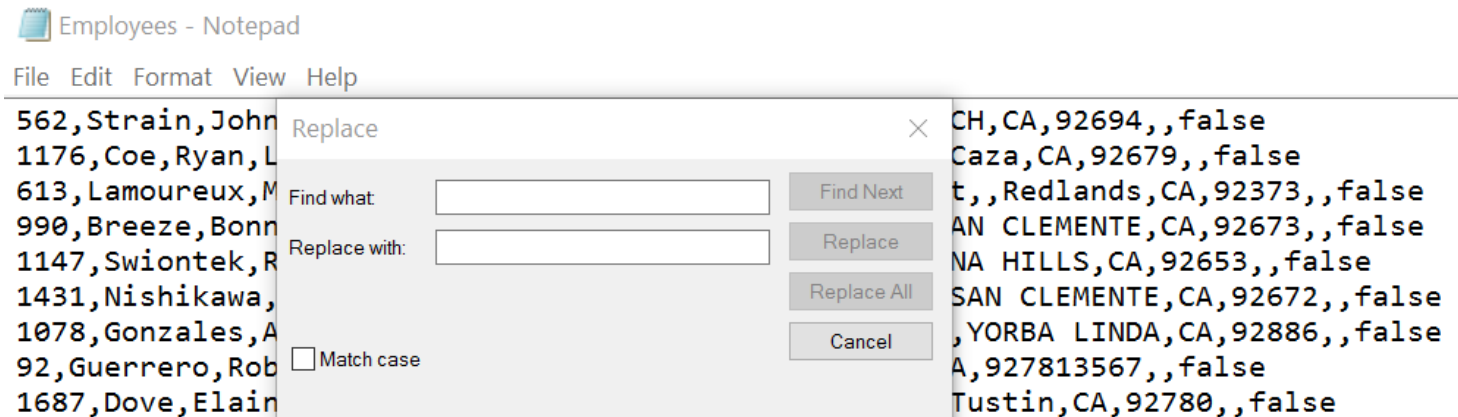 Employees - Notepad
File Edit Format View Help
562,Strain,John
1176,Coe,Ryan,L
613,Lamoureux,M
990,Breeze,Bonn
1147,Swiontek,R
1431,Nishikawa,
1078,Gonzales,A
92,Guerrero,Rob
1687,Dove,Elain
Replace
Find what:
Replace with:
Match case
Find Next
Replace
Replace All
Cancel
CH,CA,92694,,false
Caza,CA,92679,,false
t,,Redlands,CA,92373,,false
AN CLEMENTE,CA,92673,,false
NA HILLS,CA,92653,,false
SAN CLEMENTE,CA,92672,,false
,YORBA LINDA,CA,92886,,false
A,927813567,,false
Tustin,CA,92780,,false